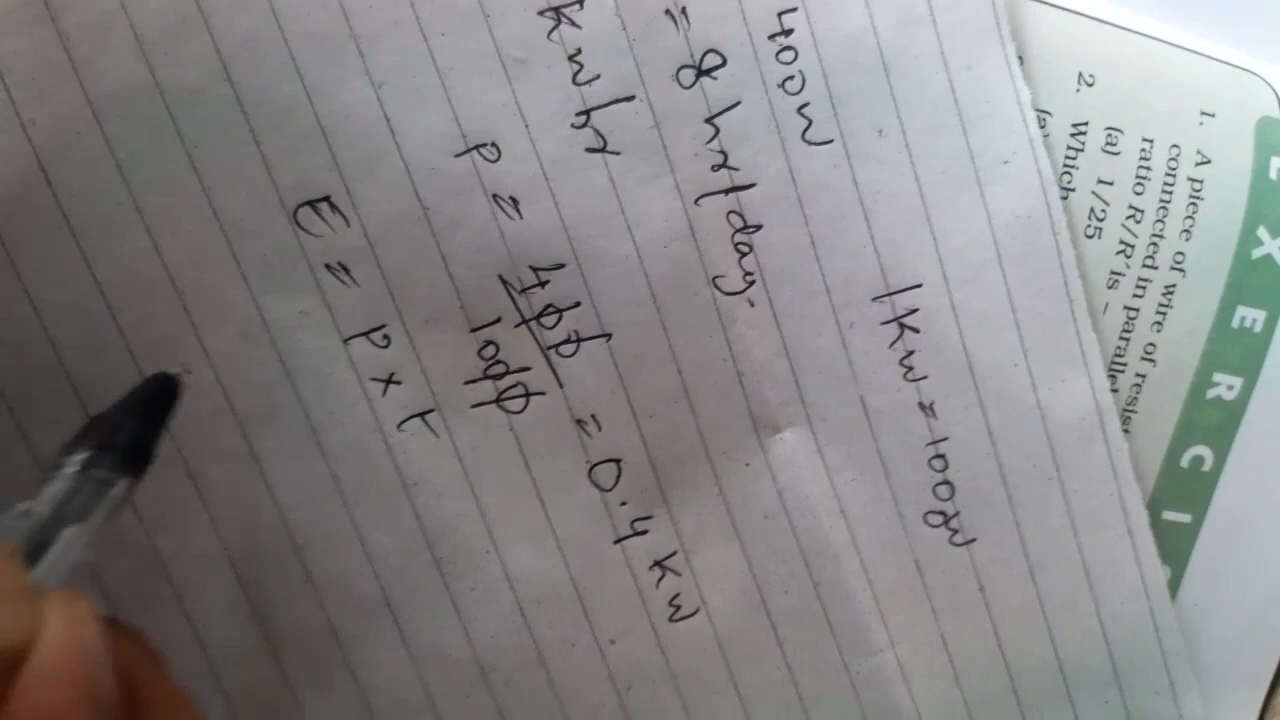 400W
1KW = 1000W
= 8 hr/day.
KWhr
P = 400 = 0.4 KW
1000
E = P × t
EXERCI
1. A piece of wire of resis
connected in parallel
ratio R/R' is –
(a) 1/25
2. Which
(a)